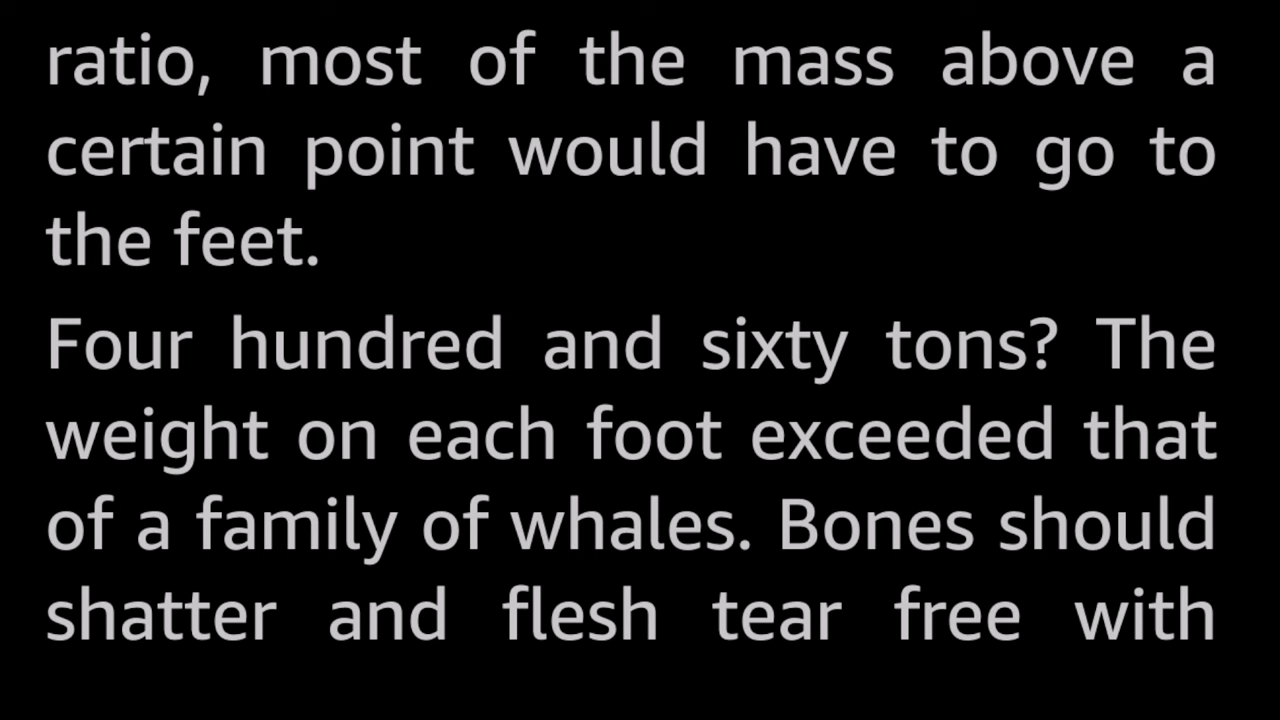 ratio, most of the mass above a
certain point would have to go to
the feet.
Four hundred and sixty tons? The
weight on each foot exceeded that
of a family of whales. Bones should
shatter and flesh tear free with